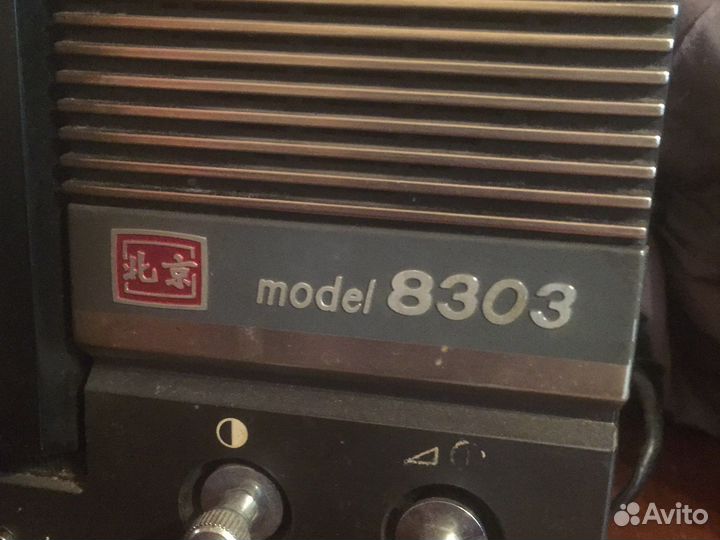 北京
model 8303
Avito